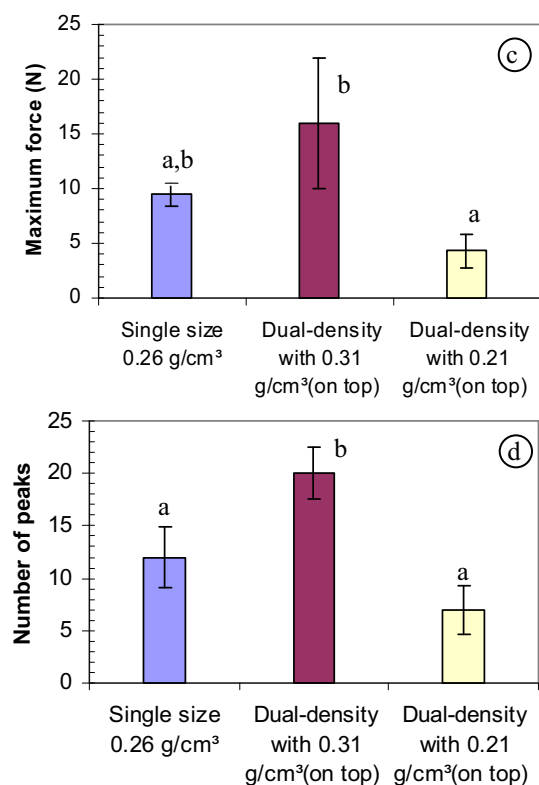 c
Maximum force (N)
25
20
15
10
5
0
a,b
b
a
Single size
0.26 g/cm³
Dual-density
with 0.31
g/cm³(on top)
Dual-density
with 0.21
g/cm³(on top)
d
Number of peaks
25
20
15
10
5
0
a
b
a
Single size
0.26 g/cm³
Dual-density
with 0.31
g/cm³(on top)
Dual-density
with 0.21
g/cm³(on top)